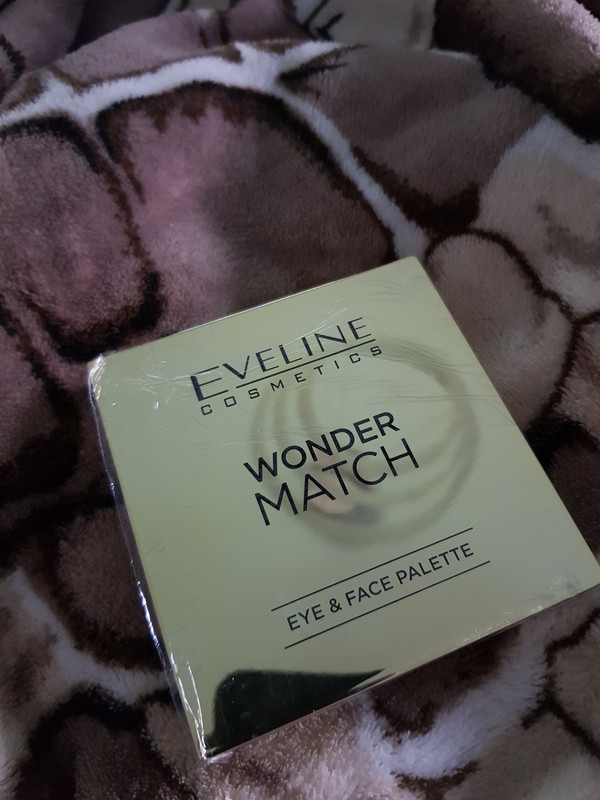 EVELINE
COSMETICS
WONDER
MATCH
EYE & FACE PALETTE